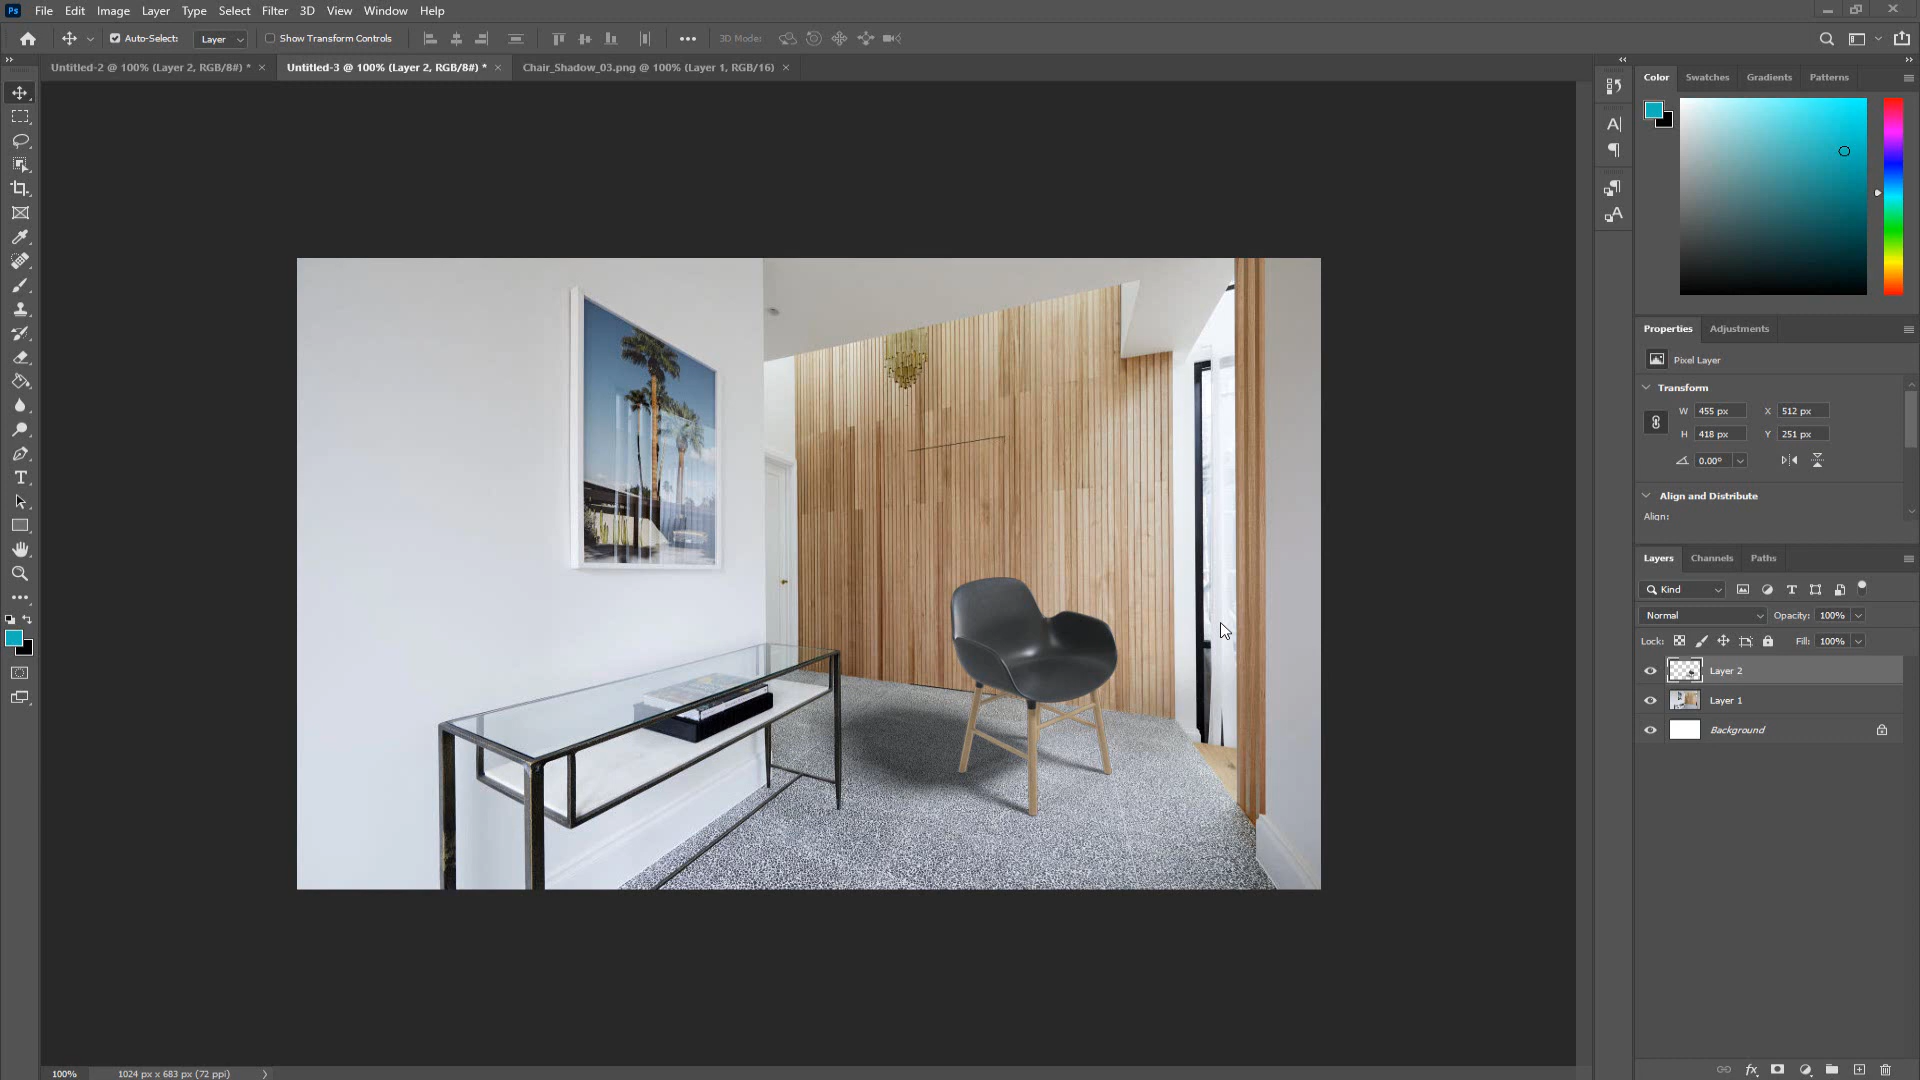 Ps File Edit Image Layer Type Select Filter 3D View Window Help
Auto-Select: Layer Show Transform Controls 3D Mode:
Untitled-2 @ 100% (Layer 2, RGB/8#) * × Untitled-3 @ 100% (Layer 2, RGB/8#) * × Chair_Shadow_03.png @ 100% (Layer 1, RGB/16) ×
Color Swatches Gradients Patterns
Properties Adjustments
Pixel Layer
Transform
W 455 px X 512 px
H 418 px Y 251 px
0.00°
Align and Distribute
Align:
Layers Channels Paths
Kind
Normal Opacity: 100%
Lock: Fill: 100%
Layer 2
Layer 1
Background
fx
100% 1024 px x 683 px (72 ppi)